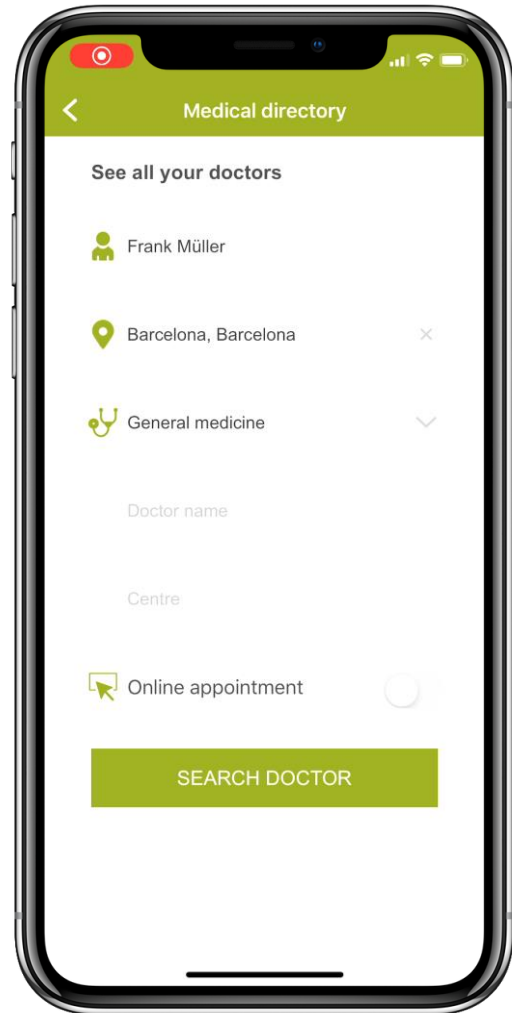 Medical directory
See all your doctors
Frank Müller
Barcelona, Barcelona
General medicine
Doctor name
Centre
Online appointment
SEARCH DOCTOR